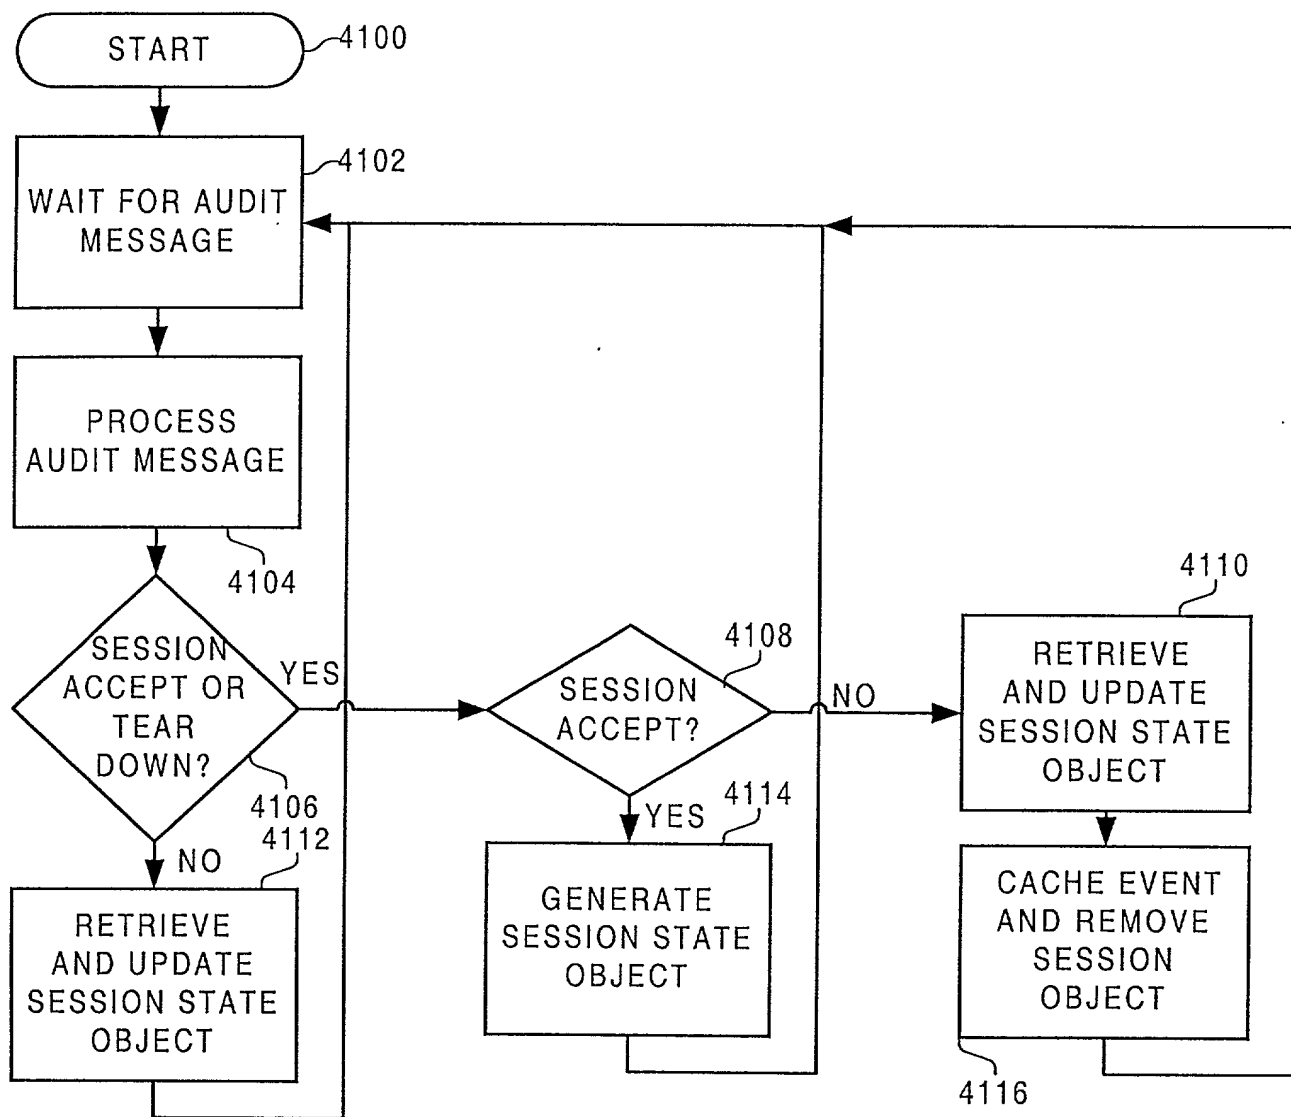 START
4100
4102
WAIT FOR AUDIT
MESSAGE
PROCESS
AUDIT MESSAGE
4104
SESSION
ACCEPT OR
TEAR
DOWN?
YES
4106
NO
4112
RETRIEVE
AND UPDATE
SESSION STATE
OBJECT
4108
SESSION
ACCEPT?
NO
YES
4114
GENERATE
SESSION STATE
OBJECT
4110
RETRIEVE
AND UPDATE
SESSION STATE
OBJECT
CACHE EVENT
AND REMOVE
SESSION
OBJECT
4116